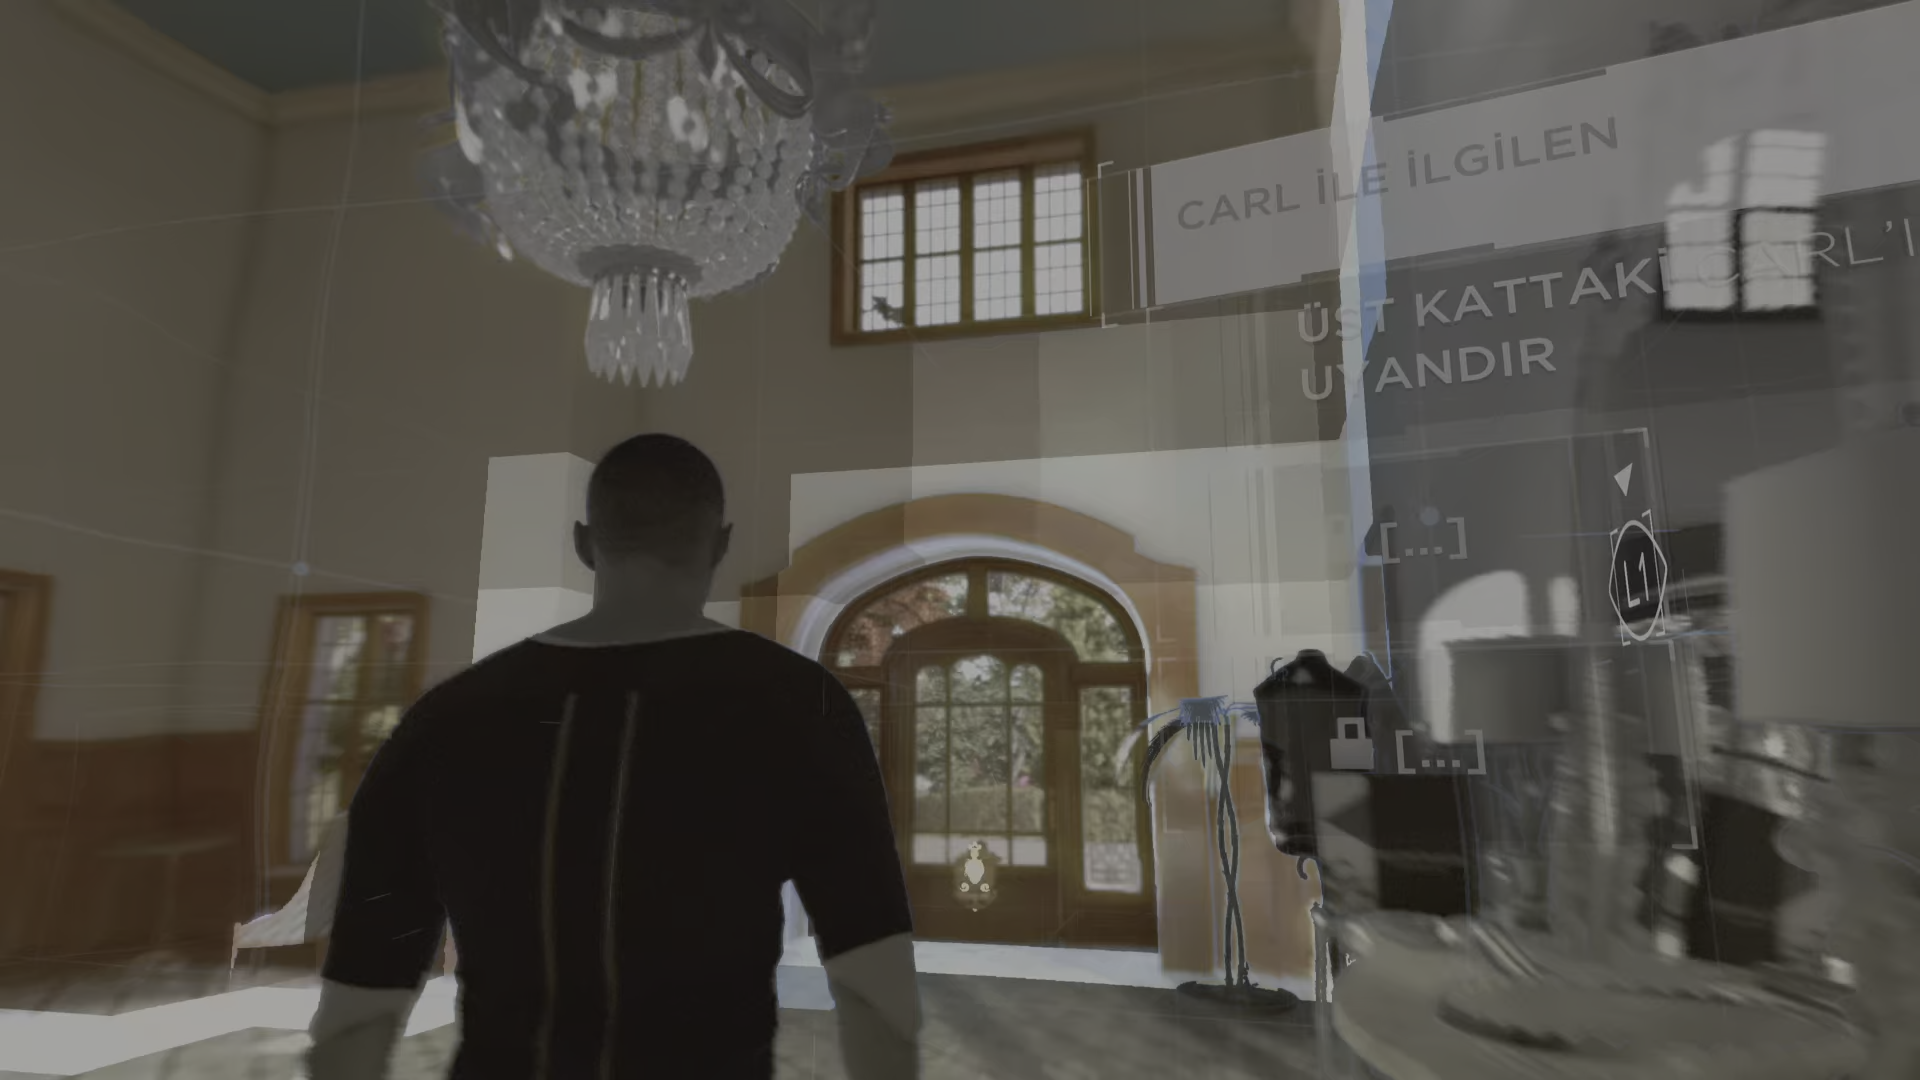 CARL İLE İLGİLEN
ÜST KATTAKİ CARL'I
UYANDIR
[...]
L1
[...]